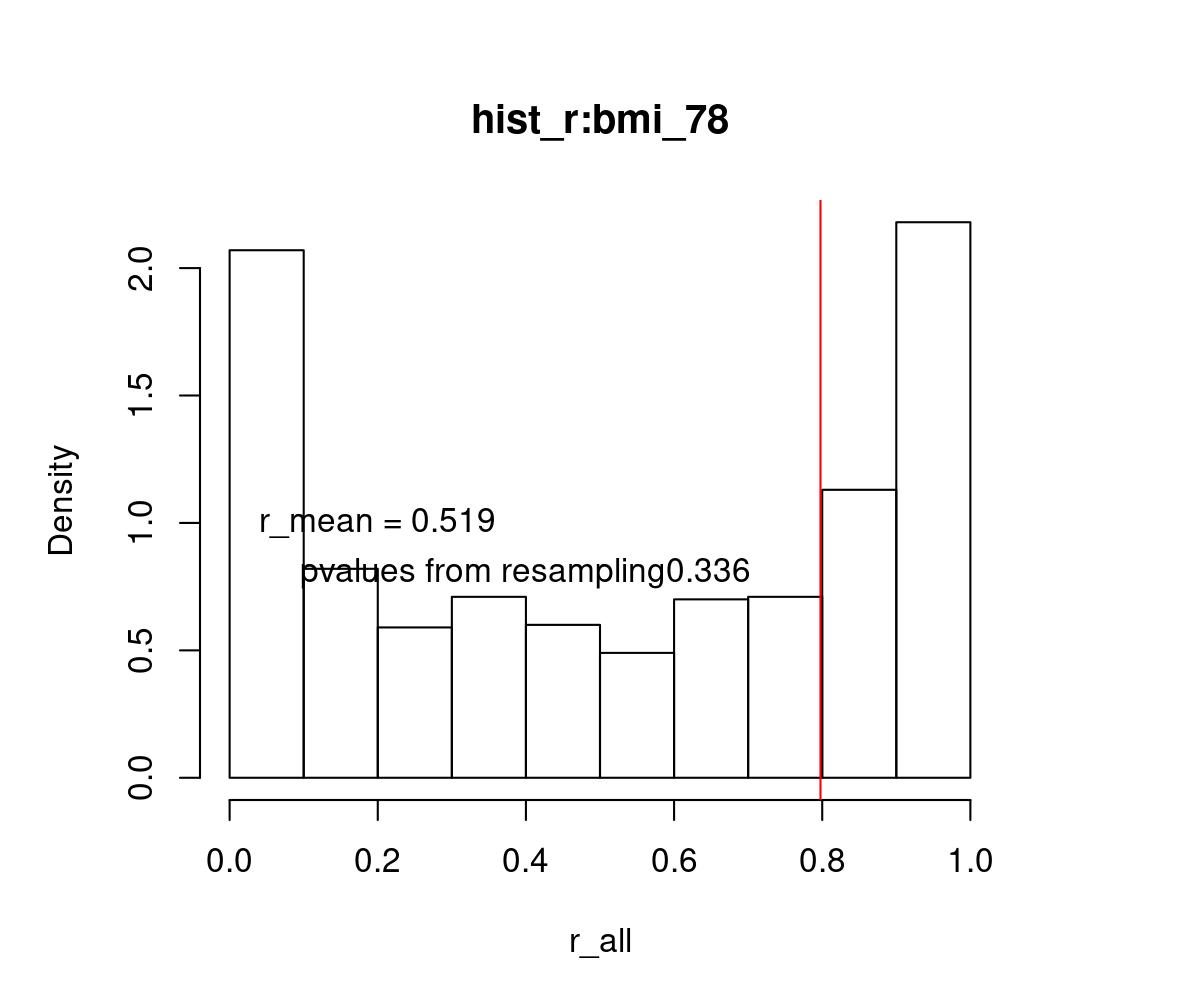 hist_r:bmi_78
Density
2.0
1.5
1.0
0.5
0.0
r_mean = 0.519
pvalues from resampling0.336
0.0 0.2 0.4 0.6 0.8 1.0
r_all